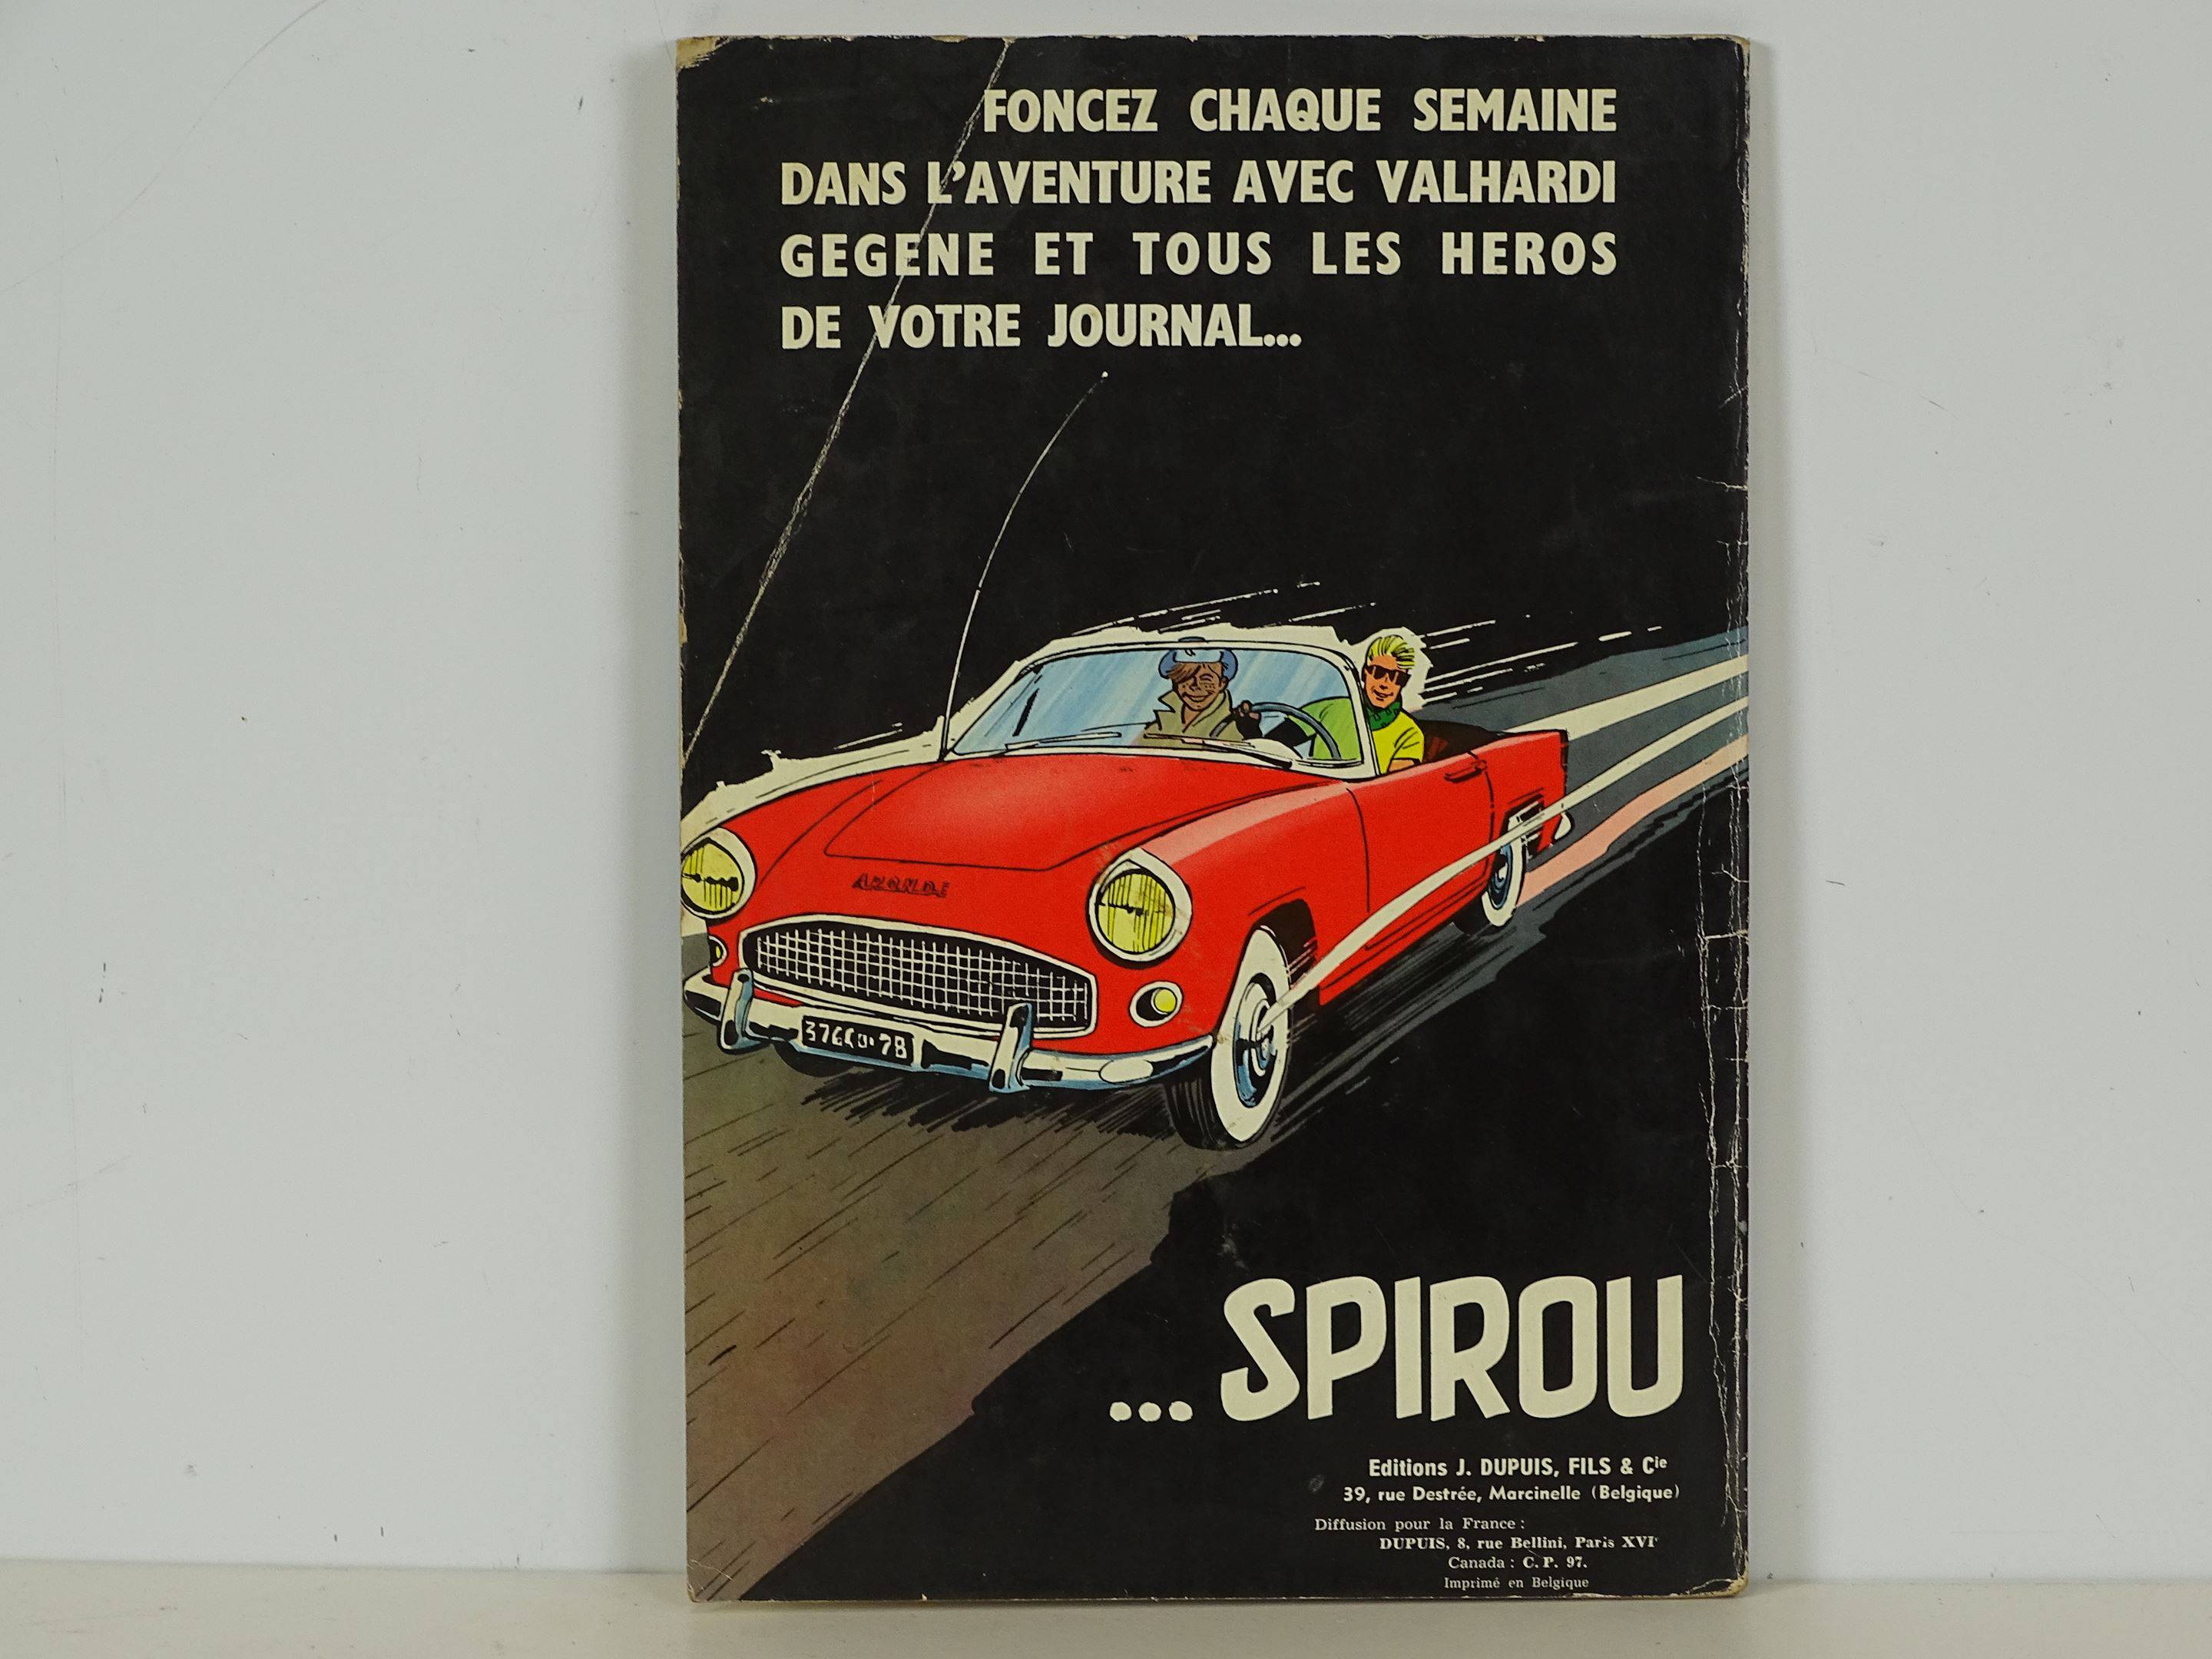 FONCEZ CHAQUE SEMAINE
DANS L'AVENTURE AVEC VALHARDI
GEGENE ET TOUS LES HEROS
DE VOTRE JOURNAL...
78
... SPIROU
Editions J. DUPUIS, FILS & Cie
39, rue Destrée, Marcinelle (Belgique)
Diffusion pour la France :
DUPUIS, 8, rue Bellini, Paris XVIe
Canada : C. P. 97.
Imprimé en Belgique